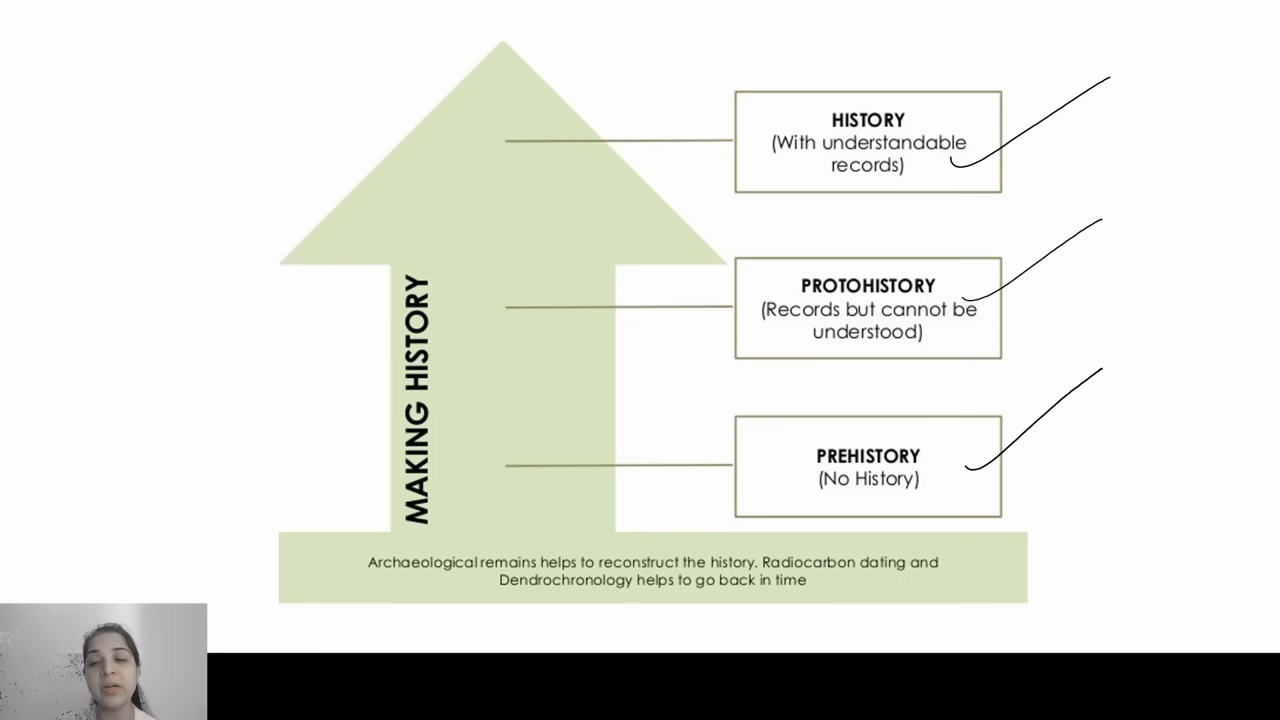 HISTORY
(With understandable
records)
PROTOHISTORY
(Records but cannot be
understood)
MAKING HISTORY
PREHISTORY
(No History)
Archaeological remains helps to reconstruct the history. Radiocarbon dating and
Dendrochronology helps to go back in time